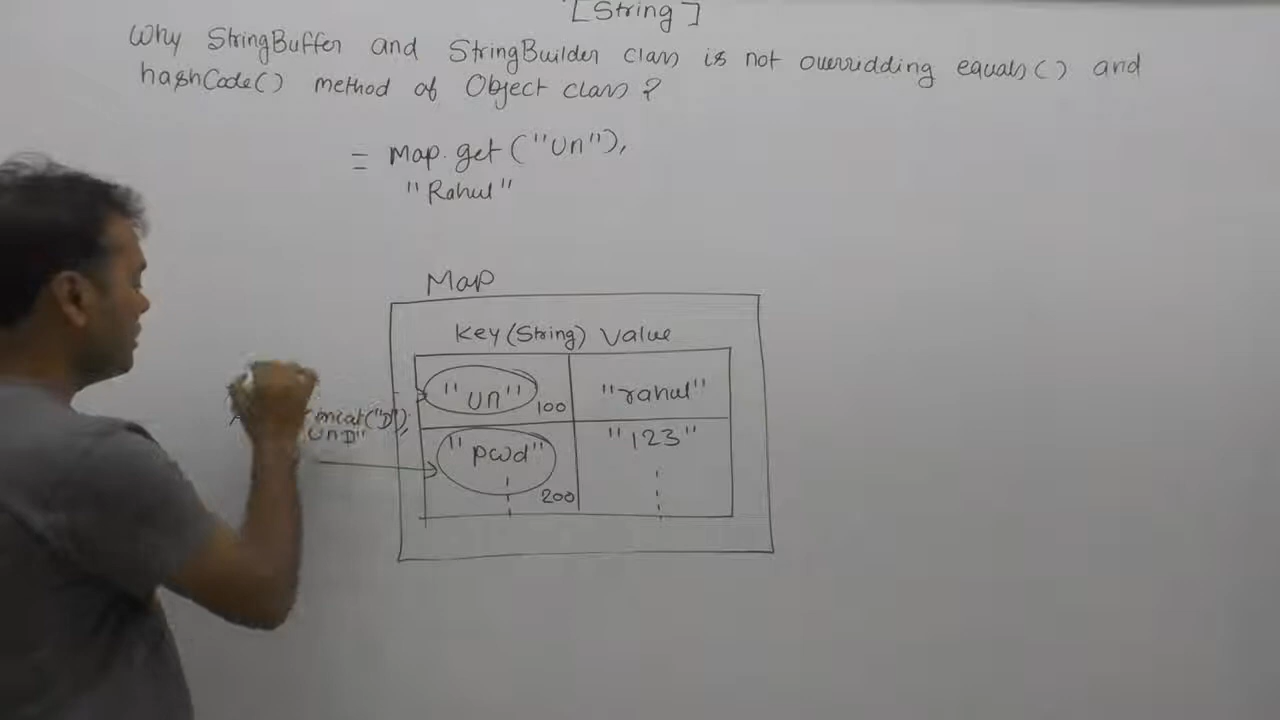 [String]
Why StringBuffer and StringBuilder class is not overridding equals() and
hashCode() method of Object class?
= Map.get("un"),
"Rahul"
Map
Key(String) Value
"un" 100 "rahul"
("D");
unD"
"pwd" 200 "123"